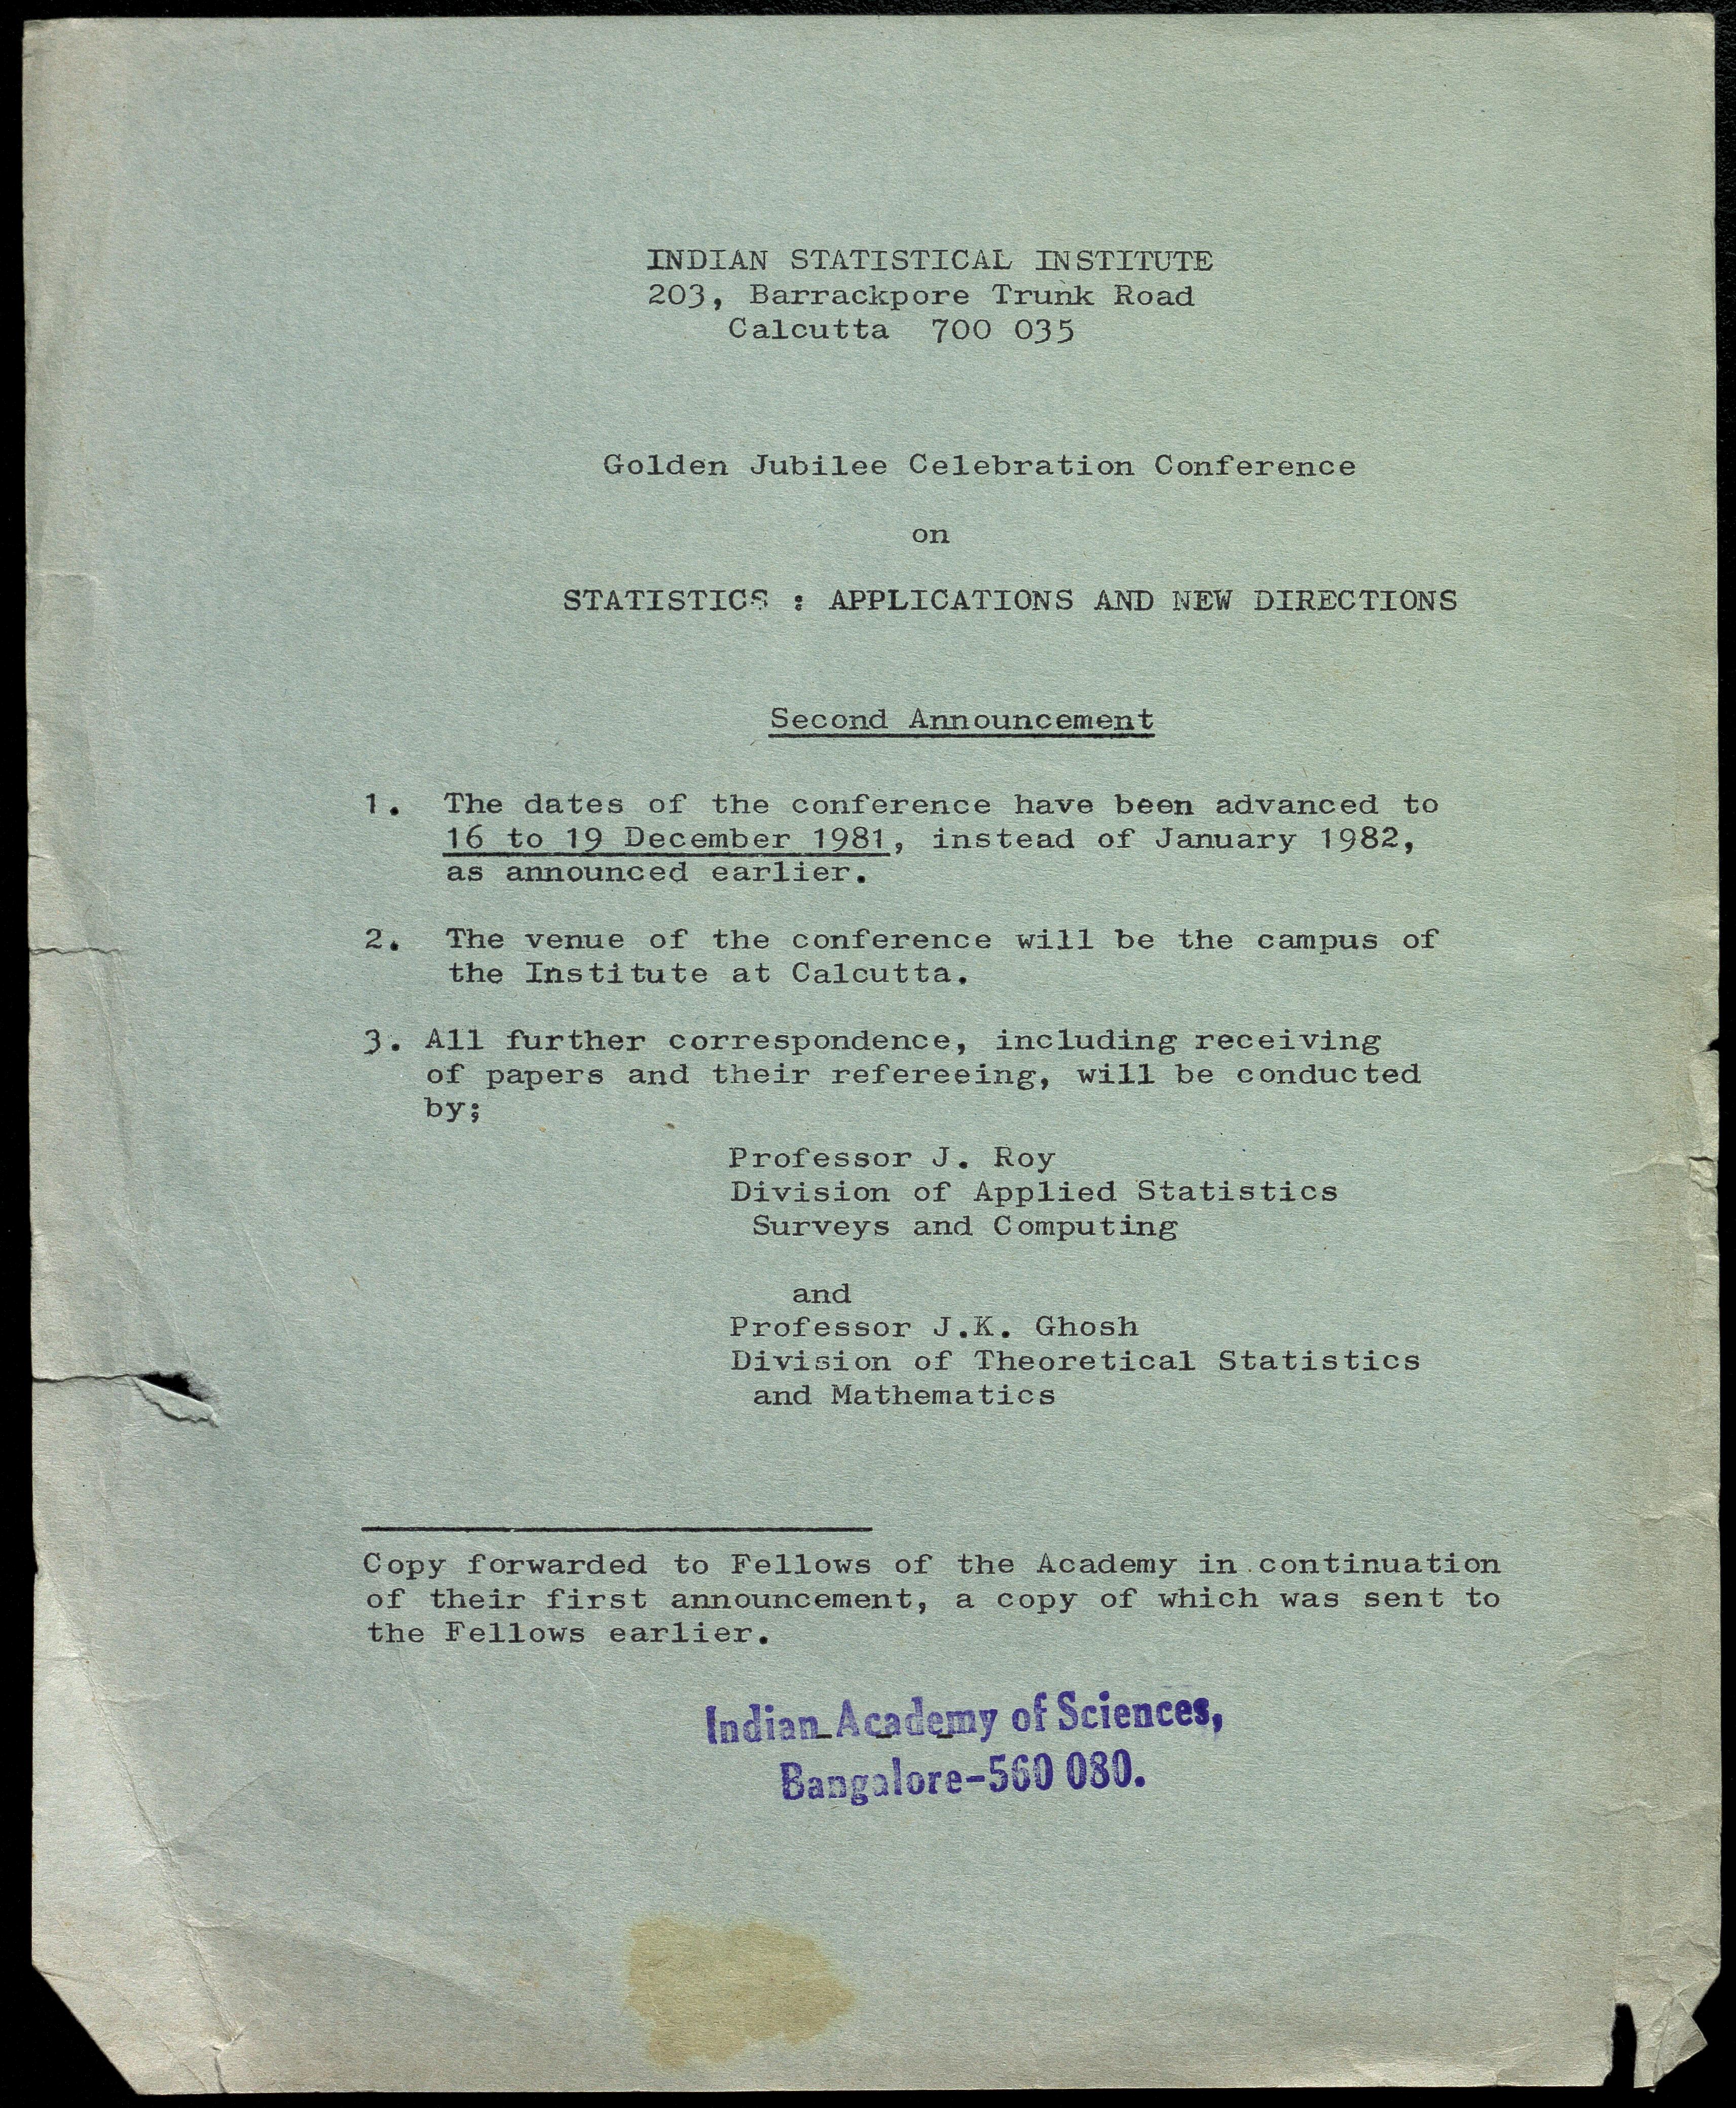 INDIAN STATISTICAL INSTITUTE
203, Barrackpore Trunk Road
Calcutta 700 035
Golden Jubilee Celebration Conference
on
STATISTICS : APPLICATIONS AND NEW DIRECTIONS
Second Announcement
1. The dates of the conference have been advanced to
16 to 19 December 1981, instead of January 1982,
as announced earlier.
2. The venue of the conference will be the campus of
the Institute at Calcutta.
3. All further correspondence, including receiving
of papers and their refereeing, will be conducted
by;
Professor J. Roy
Division of Applied Statistics
Surveys and Computing
and
Professor J.K. Ghosh
Division of Theoretical Statistics
and Mathematics
Copy forwarded to Fellows of the Academy in continuation
of their first announcement, a copy of which was sent to
the Fellows earlier.
Indian Academy of Sciences,
Bangalore-560 080.